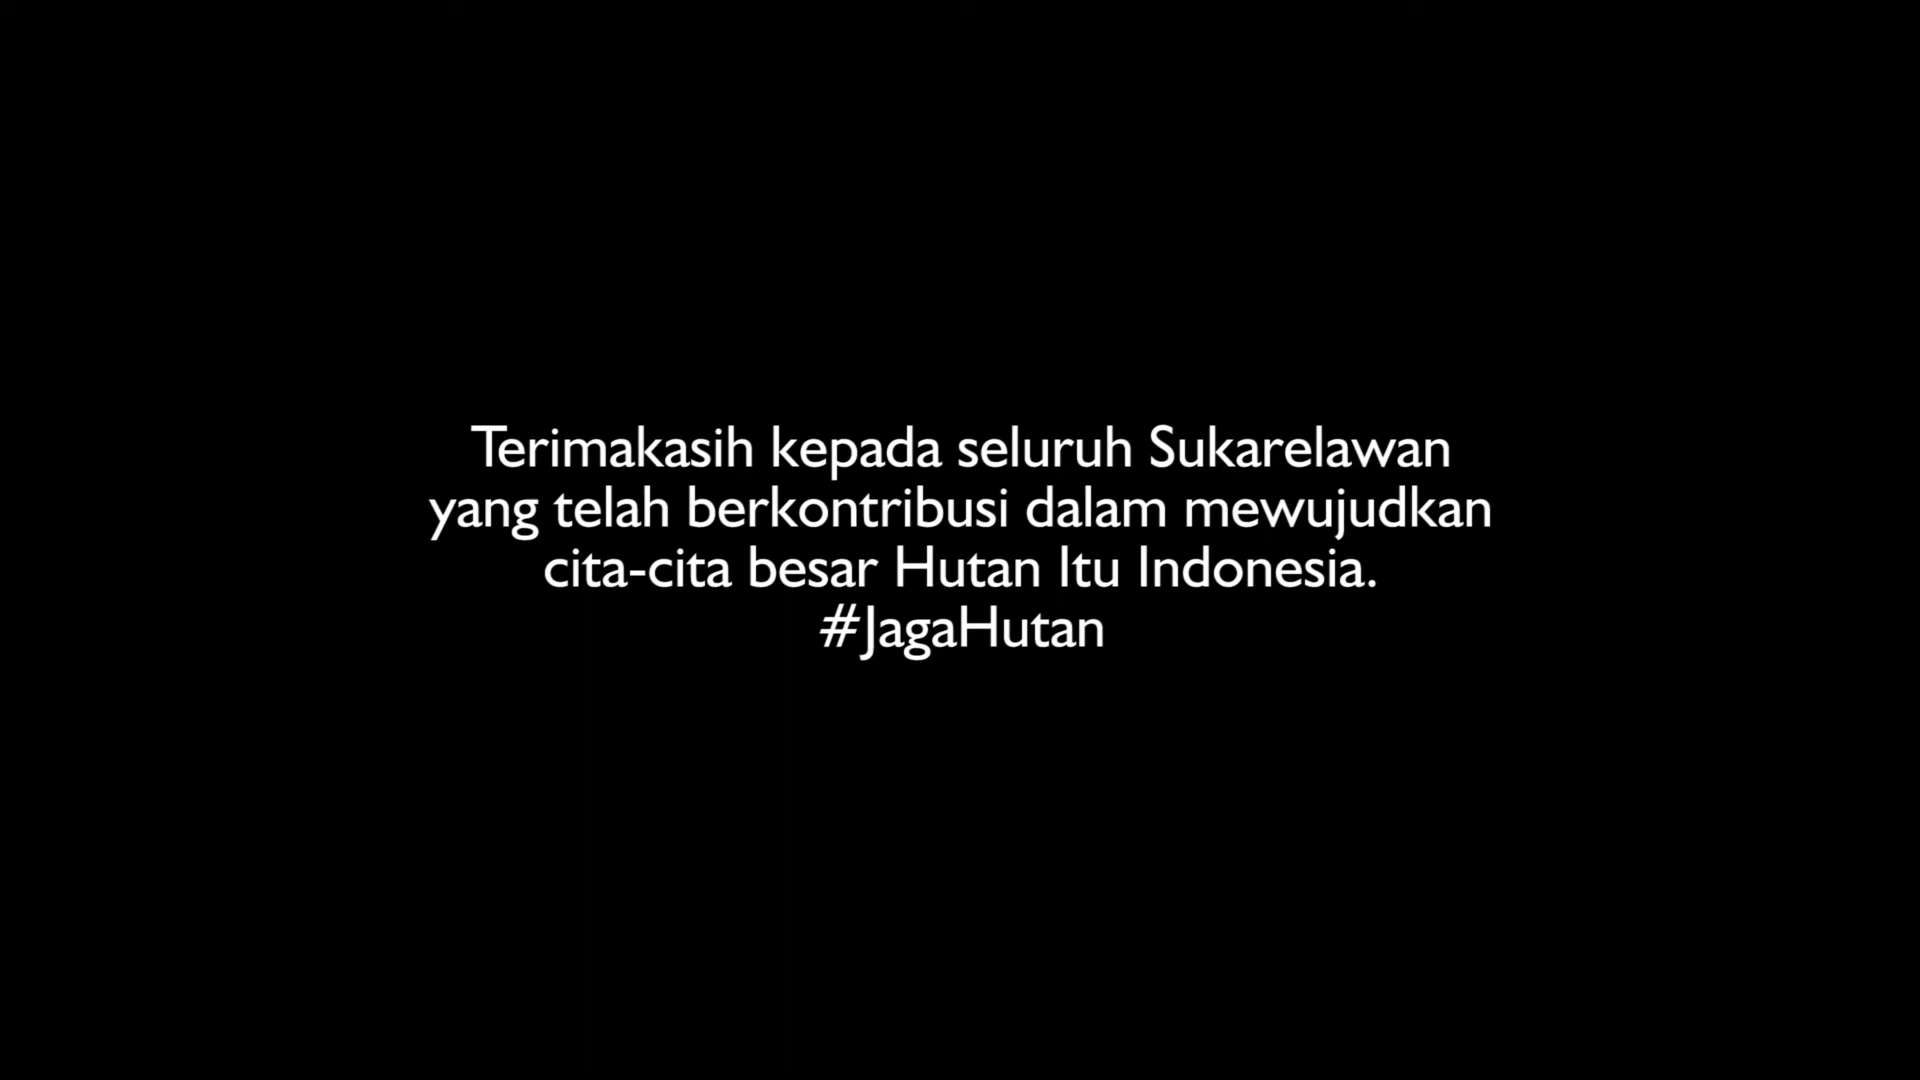 Terimakasih kepada seluruh Sukarelawan
yang telah berkontribusi dalam mewujudkan
cita-cita besar Hutan Itu Indonesia.
#JagaHutan